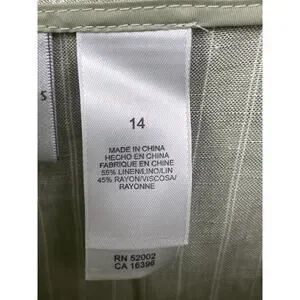 14
MADE IN CHINA
HECHO EN CHINA
FABRIQUE EN CHINE
55% LINEN/LINO/LIN
45% RAYON/VISCOSA/
RAYONNE
RN 52002
CA 16396